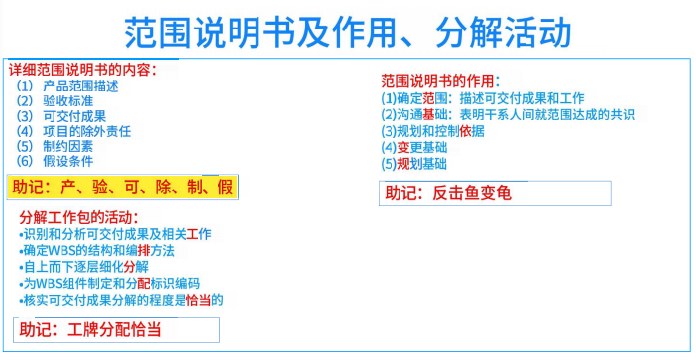 范围说明书及作用、分解活动
详细范围说明书的内容：
（1） 产品范围描述
（2） 验收标准
（3） 可交付成果
（4） 项目的除外责任
（5） 制约因素
（6） 假设条件
助记：产、验、可、除、制、假
分解工作包的活动：
•识别和分析可交付成果及相关工作
•确定WBS的结构和编排方法
•自上而下逐层细化分解
•为WBS组件制定和分配标识编码
•核实可交付成果分解的程度是恰当的
助记：工牌分配恰当
范围说明书的作用：
(1)确定范围：描述可交付成果和工作
(2)沟通基础：表明干系人间就范围达成的共识
(3)规划和控制依据
(4)变更基础
(5)规划基础
助记：反击鱼变龟